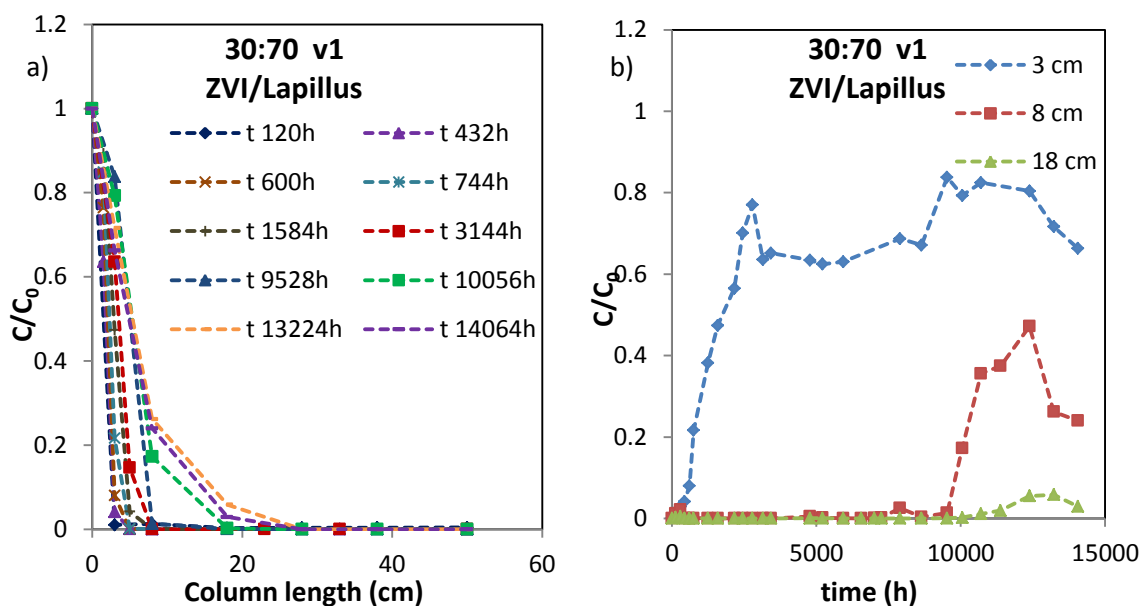 a)
30:70 v1
ZVI/Lapillus
1.2
1
0.8
0.6
0.4
0.2
0
C/C0
t 120h
t 432h
t 600h
t 744h
t 1584h
t 3144h
t 9528h
t 10056h
t 13224h
t 14064h
0 20 40 60
Column length (cm)
b)
30:70 v1
ZVI/Lapillus
1.2
1
0.8
0.6
0.4
0.2
0
C/C0
3 cm
8 cm
18 cm
0 5000 10000 15000
time (h)